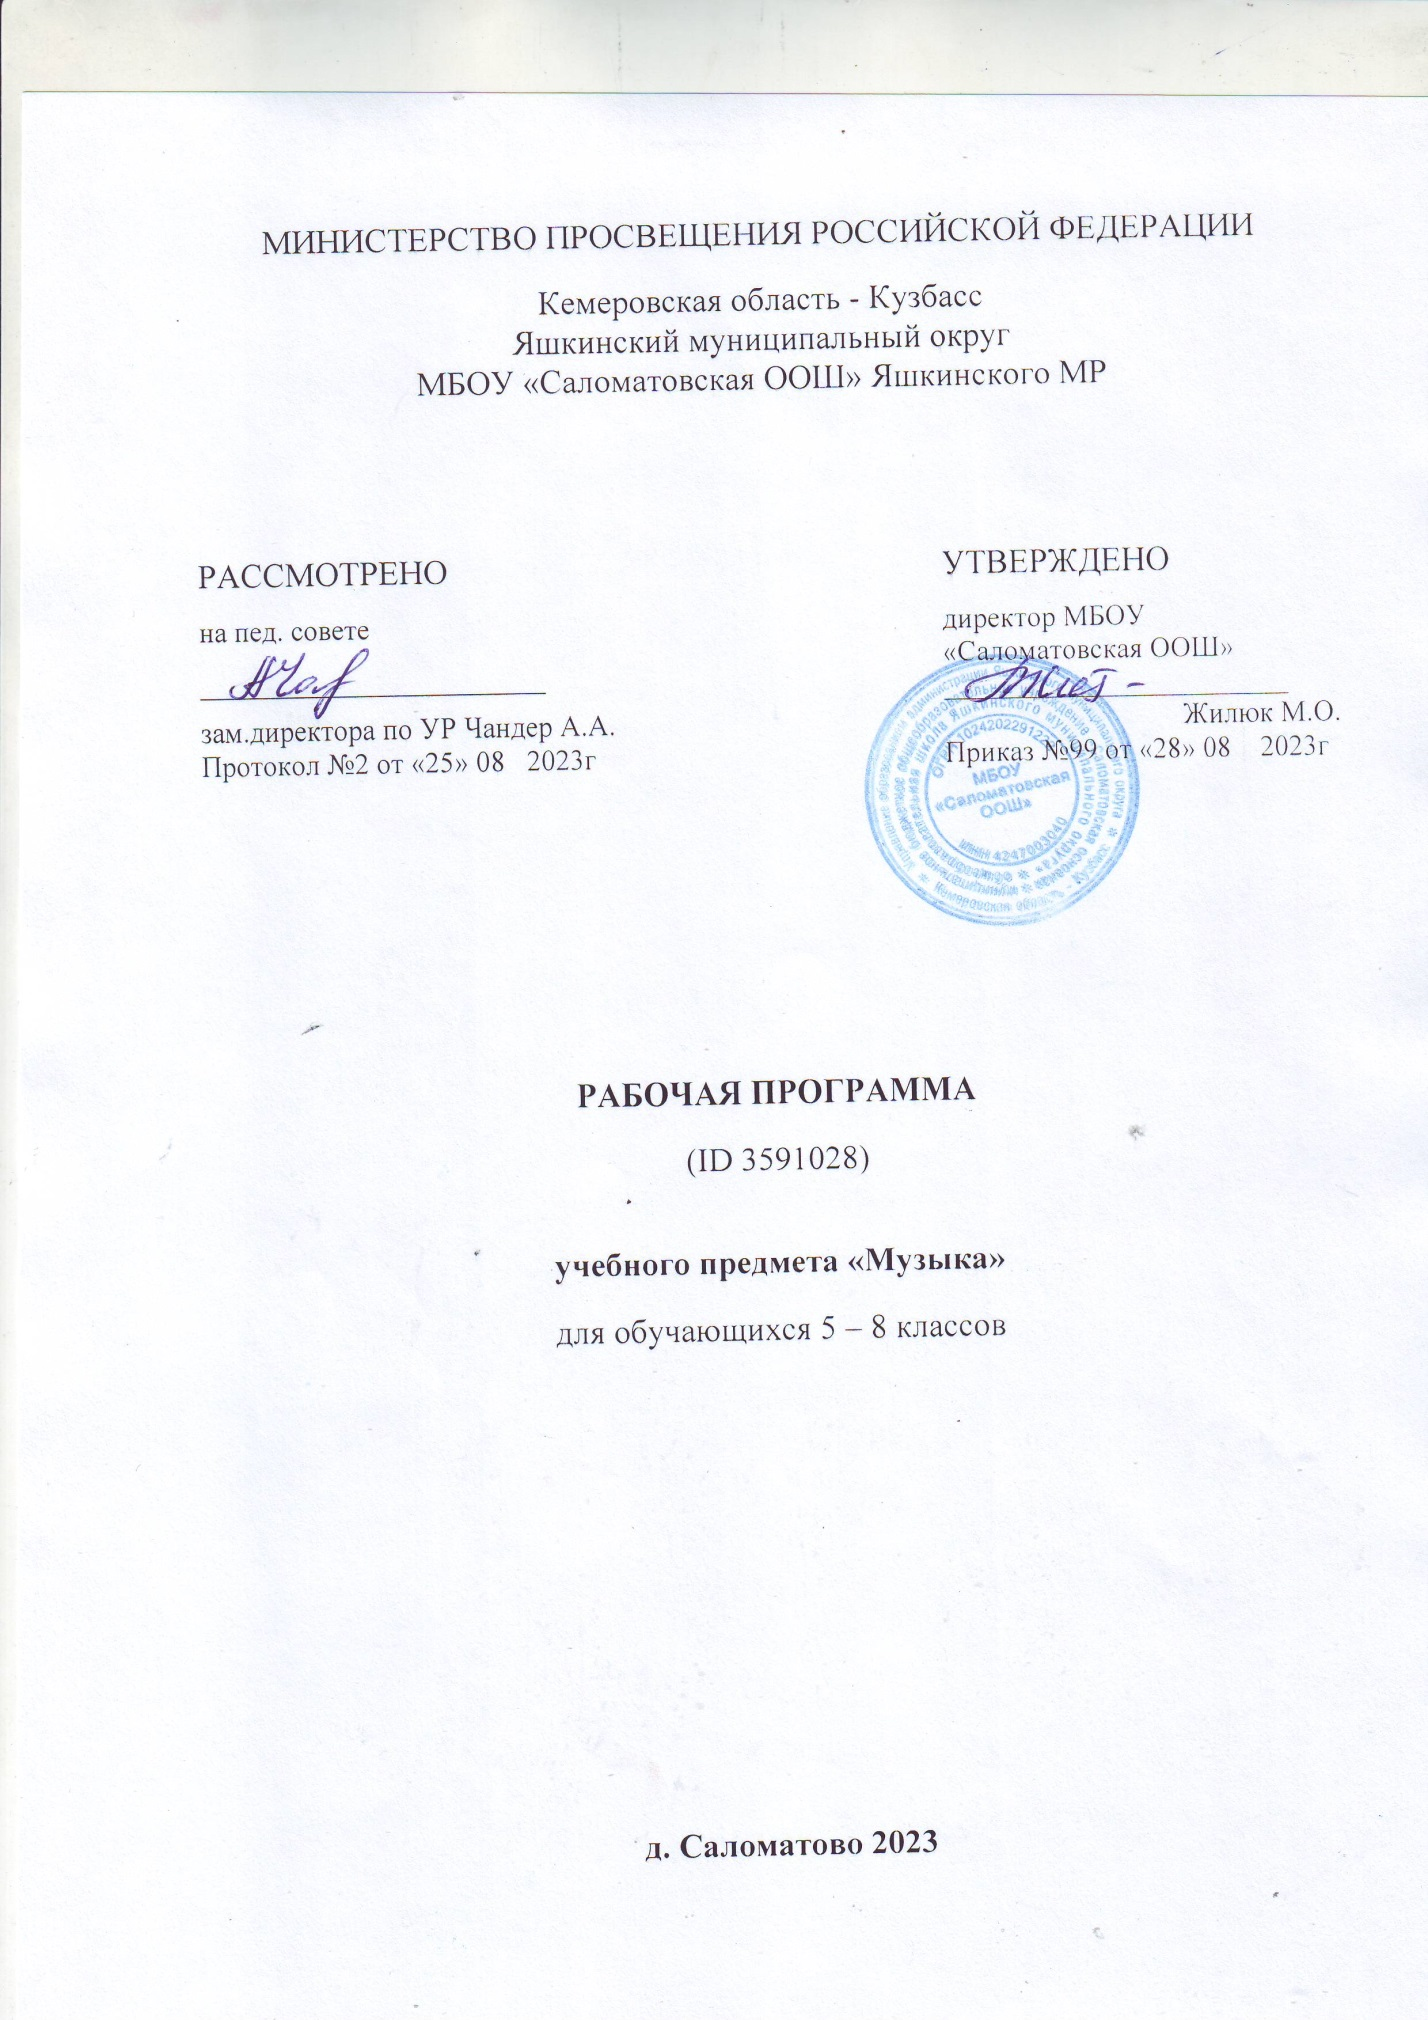 МИНИСТЕРСТВО ПРОСВЕЩЕНИЯ РОССИЙСКОЙ ФЕДЕРАЦИИ
Кемеровская область - Кузбасс
Яшкинский муниципальный округ
МБОУ «Саломатовская ООШ» Яшкинского МР
РАССМОТРЕНО
на пед. совете
зам.директора по УР Чандер А.А.
Протокол №2 от «25» 08 2023г
УТВЕРЖДЕНО
директор МБОУ
«Саломатовская ООШ»
Жилюк М.О.
Приказ №99 от «28» 08 2023г
МБОУ
«Саломатовская
ООШ»
ИНН 4247003040
РАБОЧАЯ ПРОГРАММА
(ID 3591028)
учебного предмета «Музыка»
для обучающихся 5 – 8 классов
д. Саломатово 2023